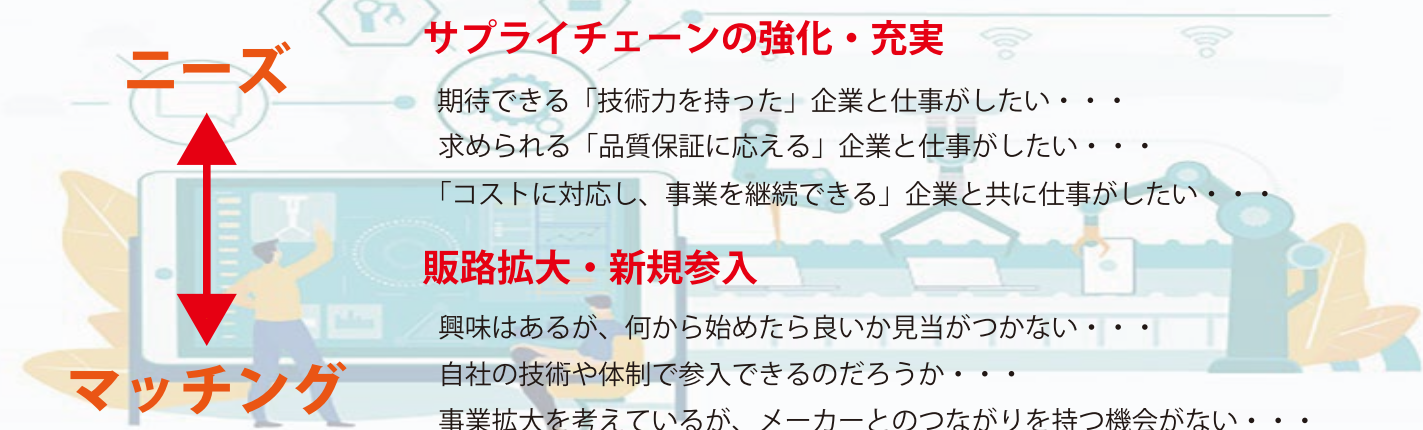 ニーズ
マッチング
サプライチェーンの強化・充実
期待できる「技術力を持った」企業と仕事がしたい・・・
求められる「品質保証に応える」企業と仕事がしたい・・・
「コストに対応し、事業を継続できる」企業と共に仕事がしたい・・・
販路拡大・新規参入
興味はあるが、何から始めたら良いか見当がつかない・・・
自社の技術や体制で参入できるのだろうか・・・
事業拡大を考えているが、メーカーとのつながりを持つ機会がない・・・